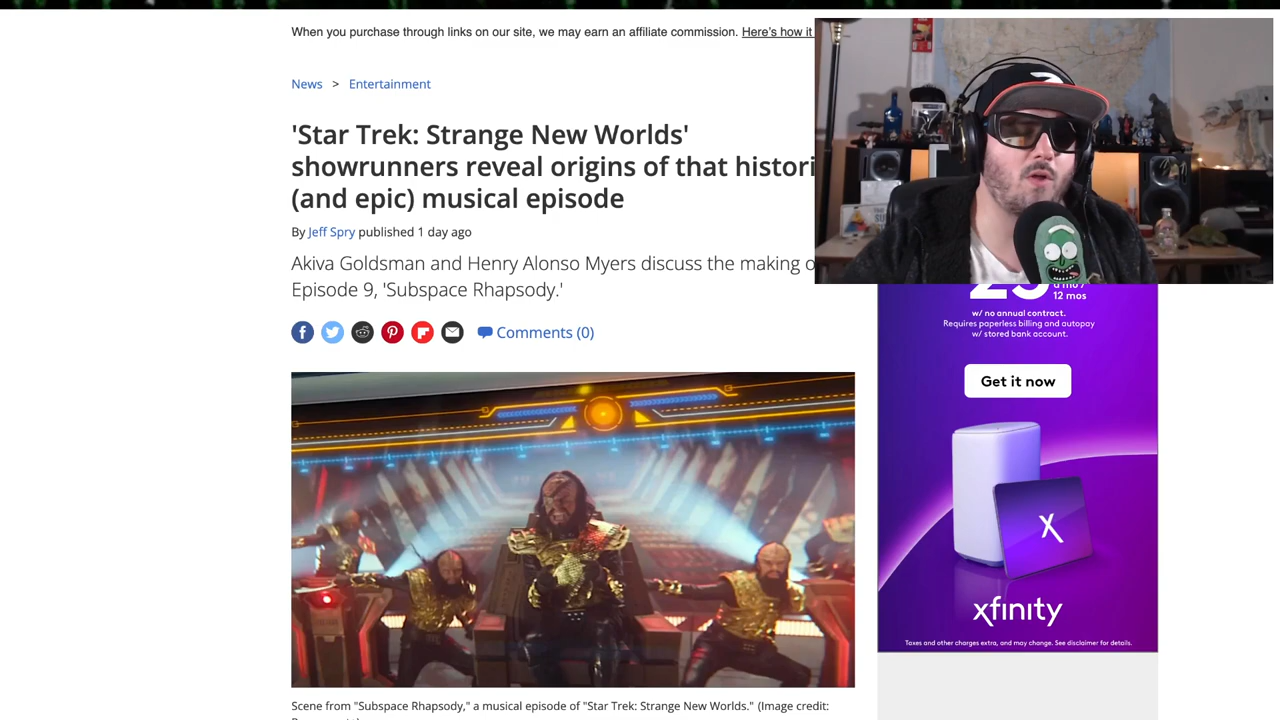 When you purchase through links on our site, we may earn an affiliate commission. Here's how it
News > Entertainment
'Star Trek: Strange New Worlds'
showrunners reveal origins of that histori
(and epic) musical episode
By Jeff Spry published 1 day ago
Akiva Goldsman and Henry Alonso Myers discuss the making o
Episode 9, 'Subspace Rhapsody.'
Comments (0)
Scene from "Subspace Rhapsody," a musical episode of "Star Trek: Strange New Worlds." (Image credit:
12 mos
w/ no annual contract.
Requires paperless billing and autopay
w/ stored bank account.
Get it now
X
xfinity
Taxes and other charges extra, and may change. See disclaimer for details.